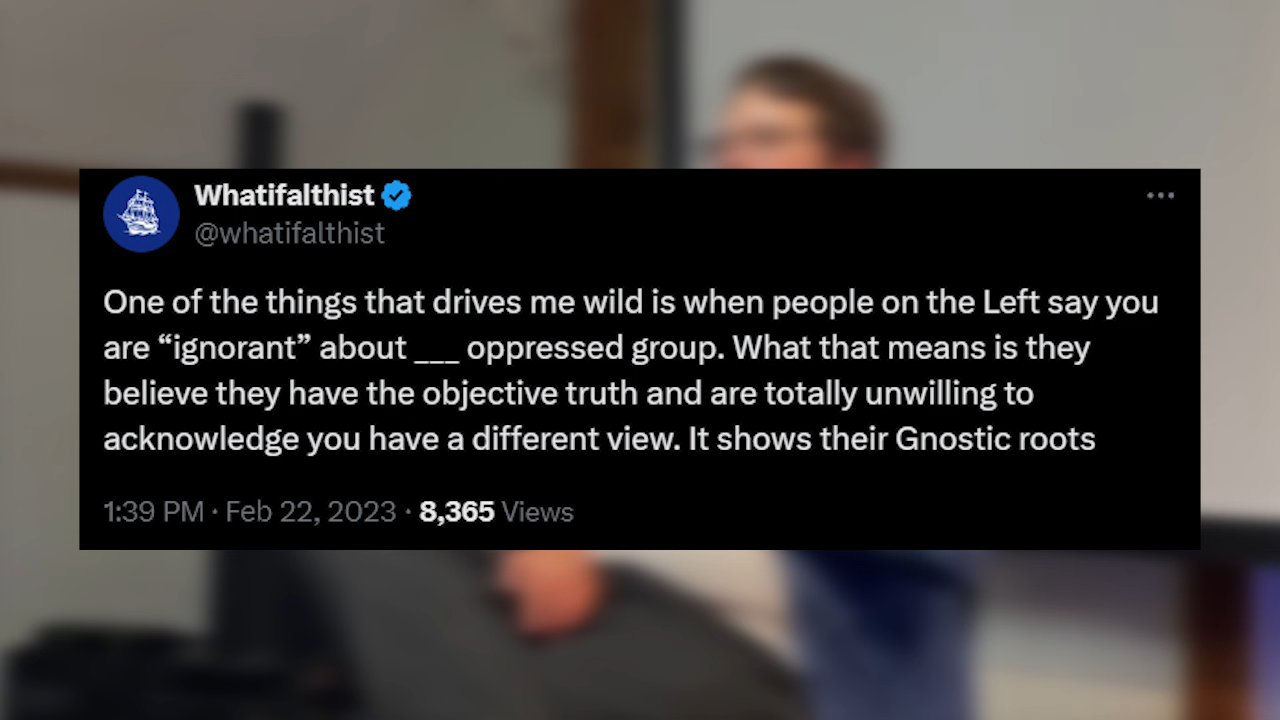 Whatifalthist
@whatifalthist
One of the things that drives me wild is when people on the Left say you
are “ignorant” about ___ oppressed group. What that means is they
believe they have the objective truth and are totally unwilling to
acknowledge you have a different view. It shows their Gnostic roots
1:39 PM · Feb 22, 2023 · 8,365 Views